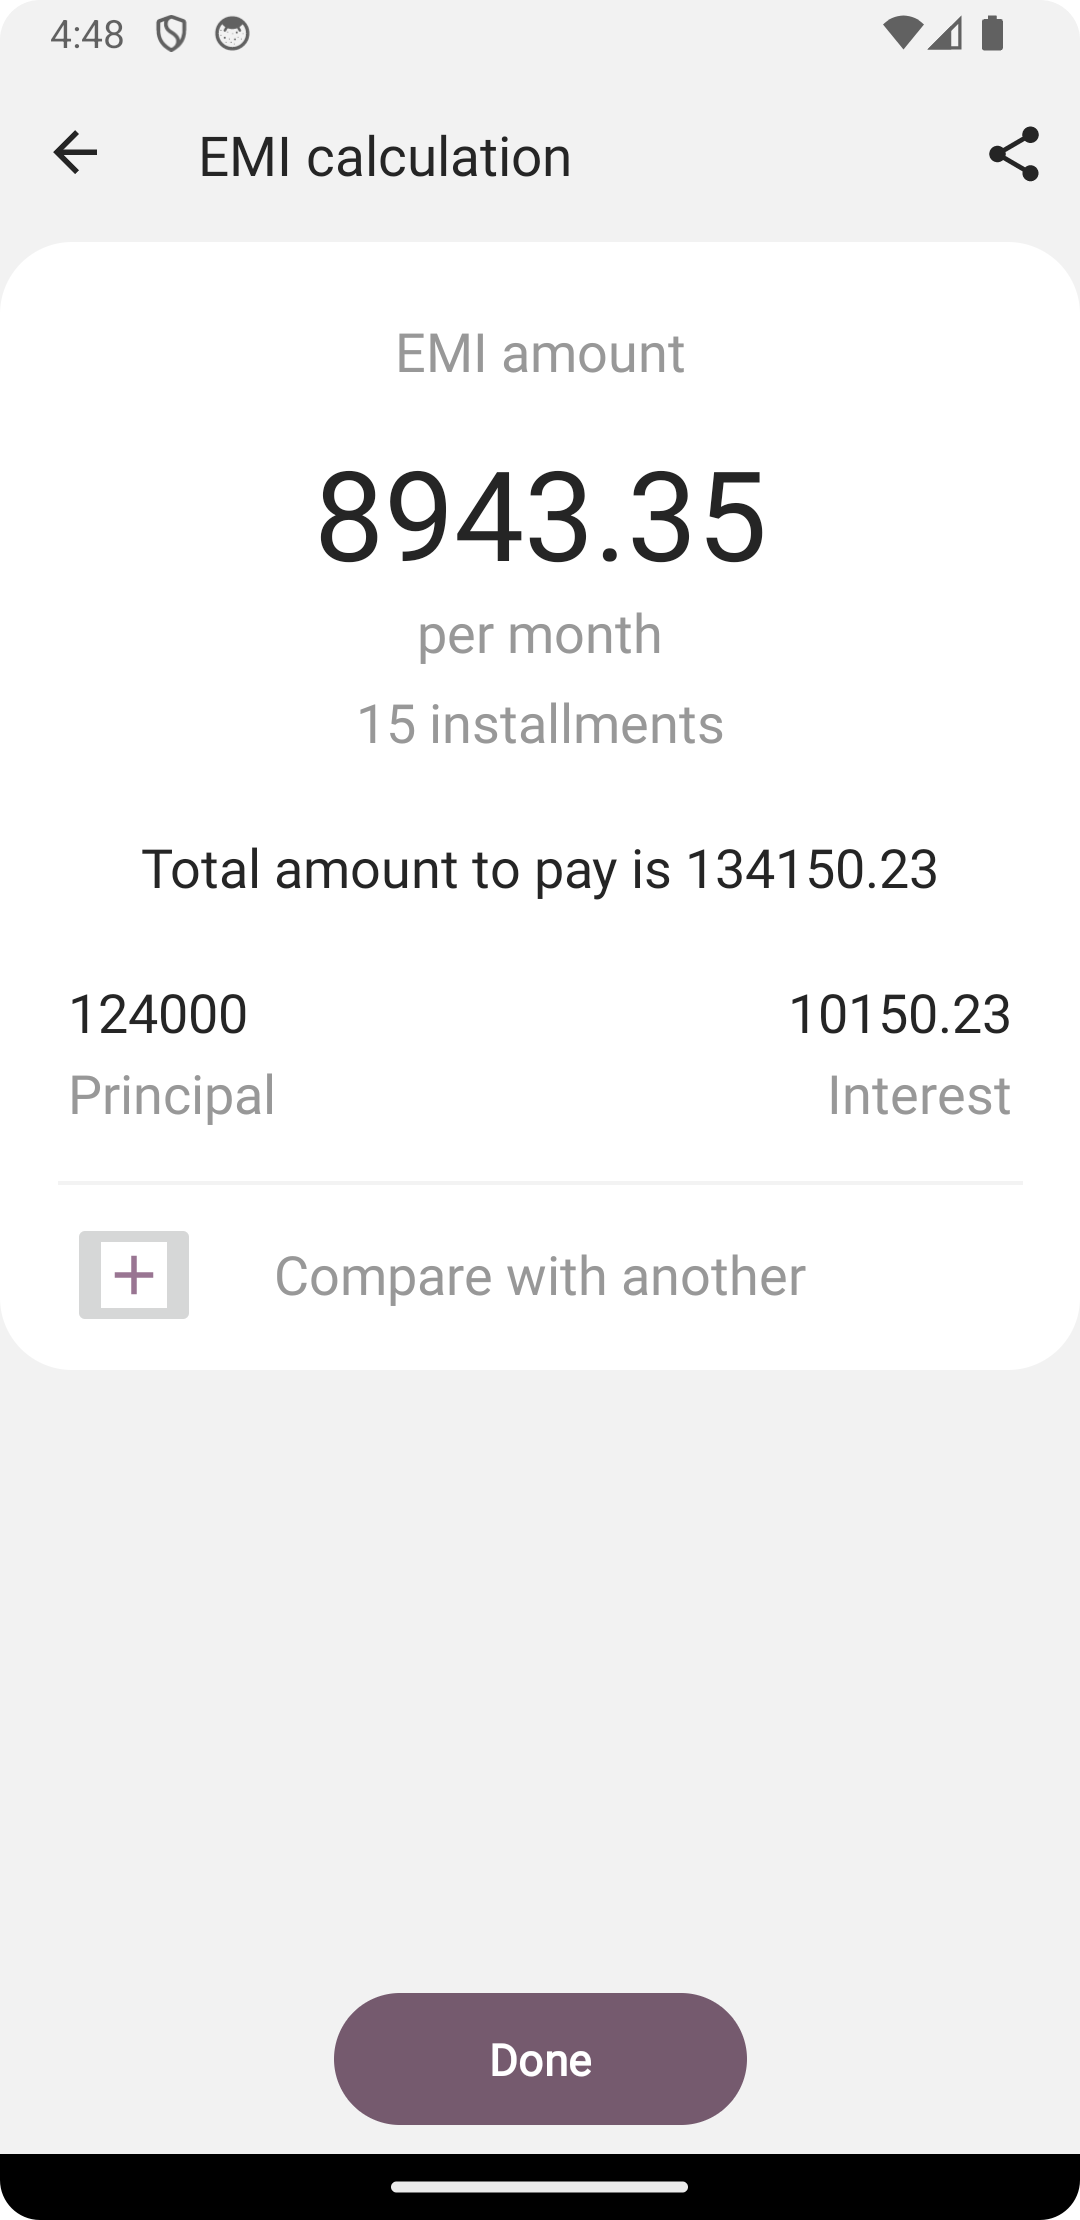 4:48
EMI calculation
EMI amount
8943.35
per month
15 installments
Total amount to pay is 134150.23
124000 10150.23
Principal Interest
Compare with another
Done